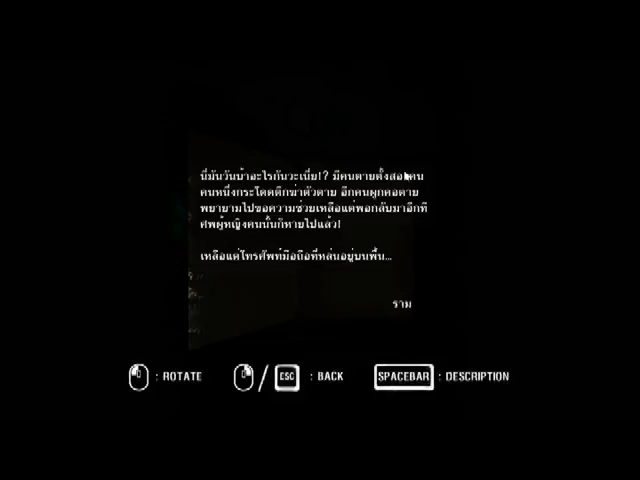 นี่มันวันบ้าอะไรกันวะเนี่ย!? มีคนตายตั้งสองคน
คนหนึ่งกระโดดตึกฆ่าตัวตาย อีกคนผูกคอตาย
พยายามไปขอความช่วยเหลือแต่พอกลับมาอีกที
ศพผู้หญิงคนนั้นก็หายไปแล้ว!
เหลือแต่โทรศัพท์มือถือที่หล่นอยู่บนพื้น...
ราม
: ROTATE / ESC : BACK SPACEBAR : DESCRIPTION